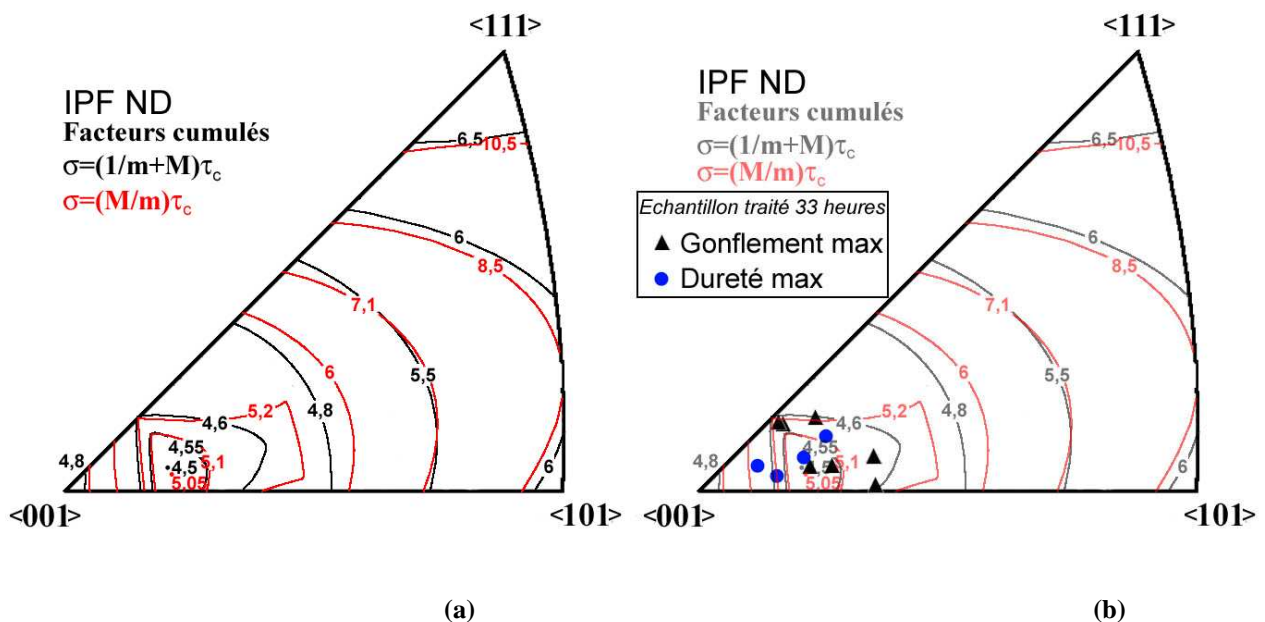 <111>
IPF ND
Facteurs cumulés
σ=(1/m+M)τc
σ=(M/m)τc
6,5
10,5
6
8,5
7,1
6
5,5
4,8
5,2
4,6
4,55
4,5
5,1
5,05
4,8
6
<001>
<101>
(a)
<111>
IPF ND
Facteurs cumulés
σ=(1/m+M)τc
σ=(M/m)τc
Echantillon traité 33 heures
Gonflement max
Dureté max
6,5
10,5
6
8,5
7,1
6
5,5
4,8
5,2
4,6
4,55
4,5
5,1
5,05
4,8
6
<001>
<101>
(b)